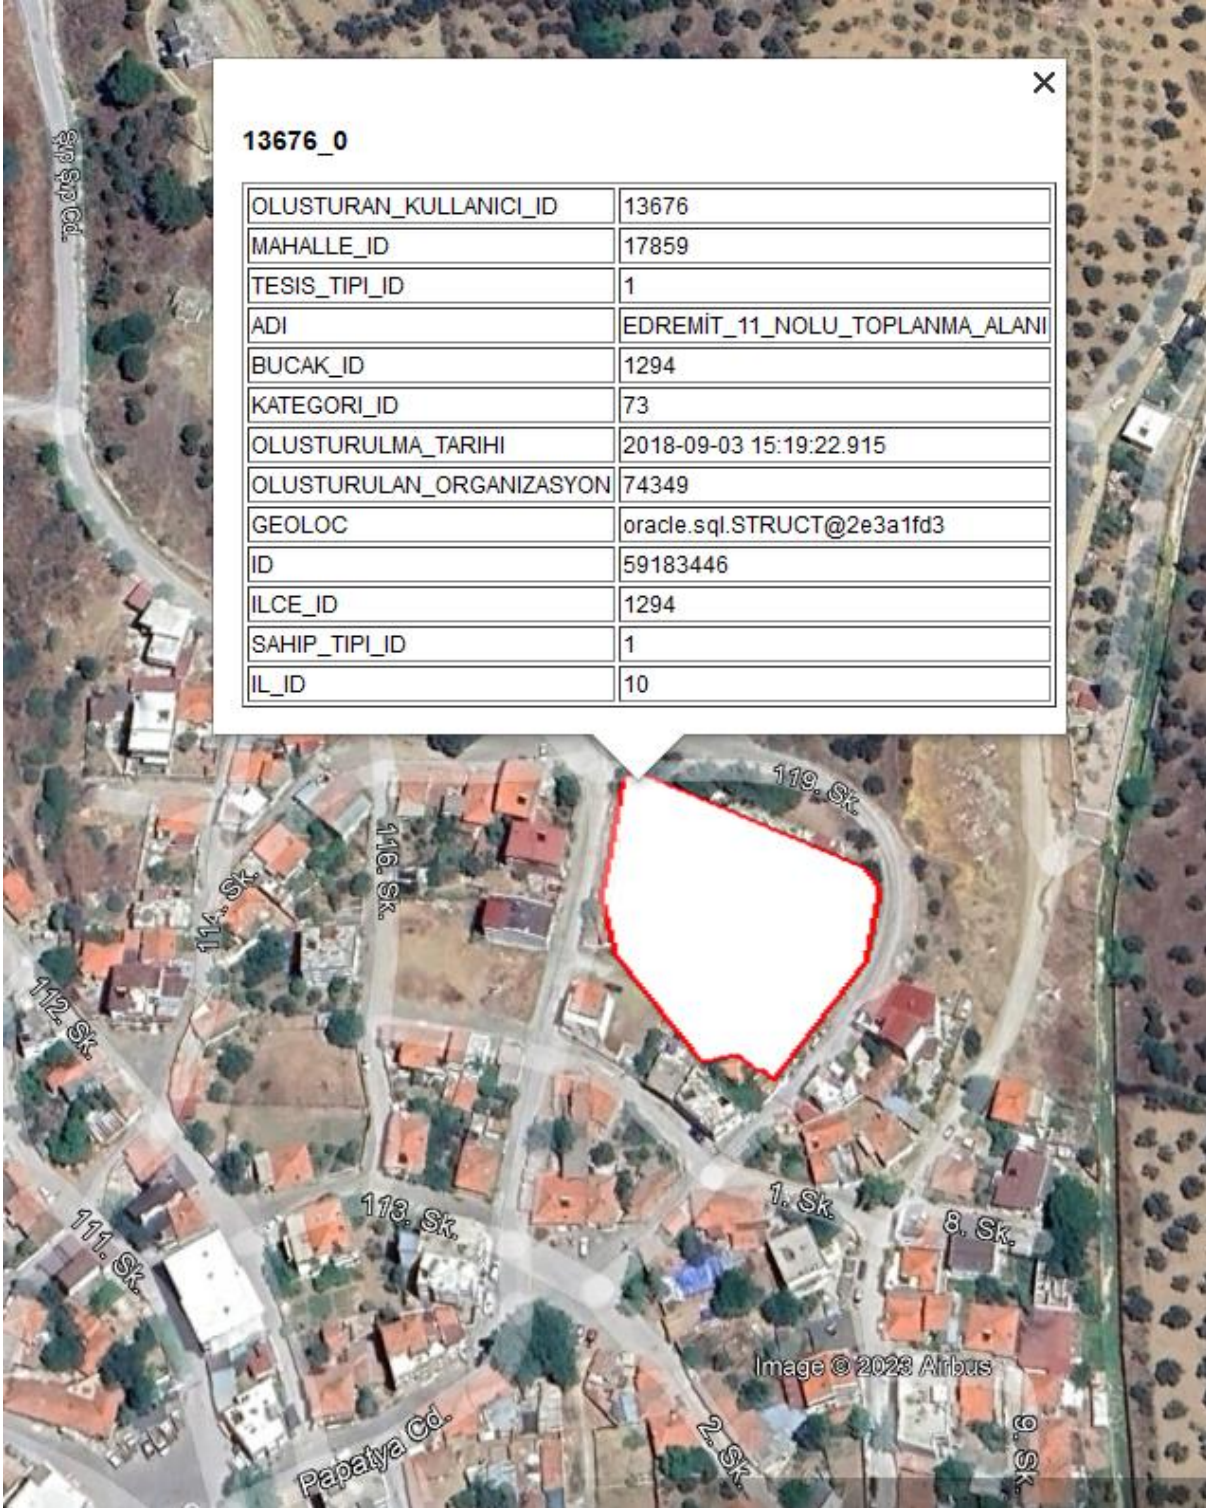 13676_0
OLUSTURAN_KULLANICI_ID 13676
MAHALLE_ID 17859
TESIS_TIPI_ID 1
ADI EDREMİT_11_NOLU_TOPLANMA_ALANI
BUCAK_ID 1294
KATEGORI_ID 73
OLUSTURULMA_TARIHI 2018-09-03 15:19:22.915
OLUSTURULAN_ORGANIZASYON 74349
GEOLOC oracle.sql.STRUCT@2e3a1fd3
ID 59183446
ILCE_ID 1294
SAHIP_TIPI_ID 1
IL_ID 10
Şıp Şıp Cd.
119. Sk.
116. Sk.
114. Sk.
112. Sk.
1. Sk.
113. Sk.
8. Sk.
111. Sk.
Image © 2023 Airbus
Papatya Cd.
2. Sk.
9. Sk.